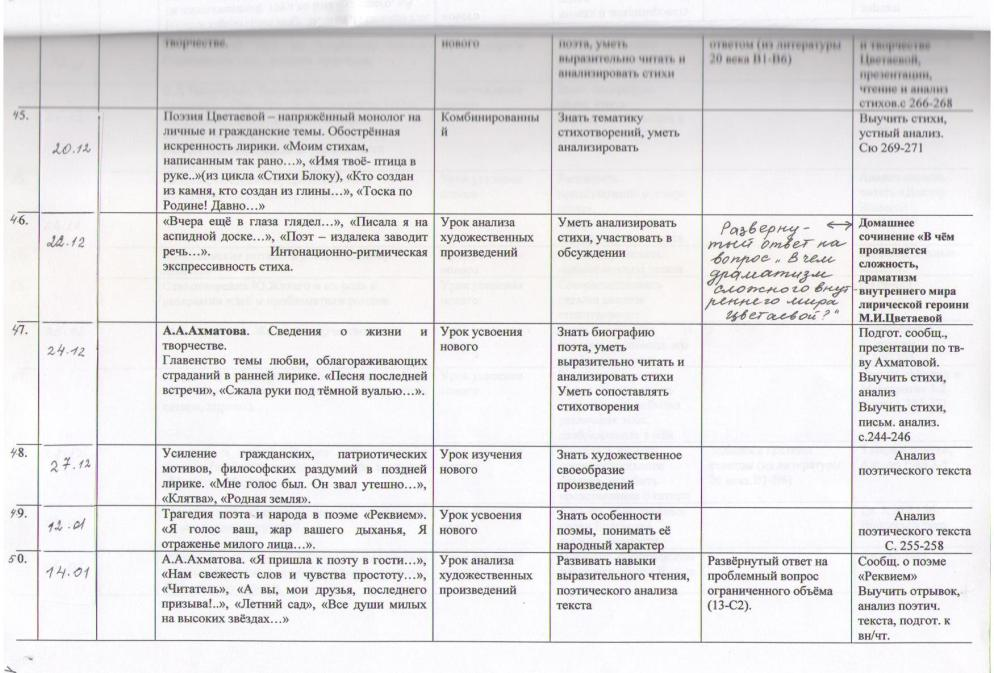 творчестве.
нового
поэта, уметь
выразительно читать и
анализировать стихи
ответом (из литературы
20 века В1-В6)
и творчестве
Цветаевой,
презентации,
чтение и анализ
стихов.с 266-268
45.
20.12
Поэзия Цветаевой – напряжённый монолог на
личные и гражданские темы. Обострённая
искренность лирики. «Моим стихам,
написанным так рано…», «Имя твоё- птица в
руке..»(из цикла «Стихи Блоку), «Кто создан
из камня, кто создан из глины…», «Тоска по
Родине! Давно…»
Комбинированны
й
Знать тематику
стихотворений, уметь
анализировать
Выучить стихи,
устный анализ.
Сю 269-271
46.
22.12
«Вчера ещё в глаза глядел…», «Писала я на
аспидной доске…», «Поэт – издалека заводит
речь…». Интонационно-ритмическая
экспрессивность стиха.
Урок анализа
художественных
произведений
Уметь анализировать
стихи, участвовать в
обсуждении
Разверну-
тый ответ на
вопрос „В чем
драматизм
сложного внут-
реннего мира
Цветаевой?"
Домашнее
сочинение «В чём
проявляется
сложность,
драматизм
внутреннего мира
лирической героини
М.И.Цветаевой
47.
24.12
А.А.Ахматова. Сведения о жизни и
творчестве.
Главенство темы любви, облагораживающих
страданий в ранней лирике. «Песня последней
встречи», «Сжала руки под тёмной вуалью…».
Урок усвоения
нового
Знать биографию
поэта, уметь
выразительно читать и
анализировать стихи
Уметь сопоставлять
стихотворения
Подгот. сообщ.,
презентации по тв-
ву Ахматовой.
Выучить стихи,
анализ
Выучить стихи,
письм. анализ.
с.244-246
48.
27.12
Усиление гражданских, патриотических
мотивов, философских раздумий в поздней
лирике. «Мне голос был. Он звал утешно…»,
«Клятва», «Родная земля».
Урок изучения
нового
Знать художественное
своеобразие
произведений
Анализ
поэтического текста
49.
12.01
Трагедия поэта и народа в поэме «Реквием».
«Я голос ваш, жар вашего дыханья, Я
отраженье милого лица…».
Урок усвоения
нового
Знать особенности
поэмы, понимать её
народный характер
Анализ
поэтического текста
С. 255-258
50.
14.01
А.А.Ахматова. «Я пришла к поэту в гости…»,
«Нам свежесть слов и чувства простоту…»,
«Читатель», «А вы, мои друзья, последнего
призыва!..», «Летний сад», «Все души милых
на высоких звёздах…»
Урок анализа
художественных
произведений
Развивать навыки
выразительного чтения,
поэтического анализа
текста
Развёрнутый ответ на
проблемный вопрос
ограниченного объёма
(13-С2).
Сообщ. о поэме
«Реквием»
Выучить отрывок,
анализ поэтич.
текста, подгот. к
вн/чт.